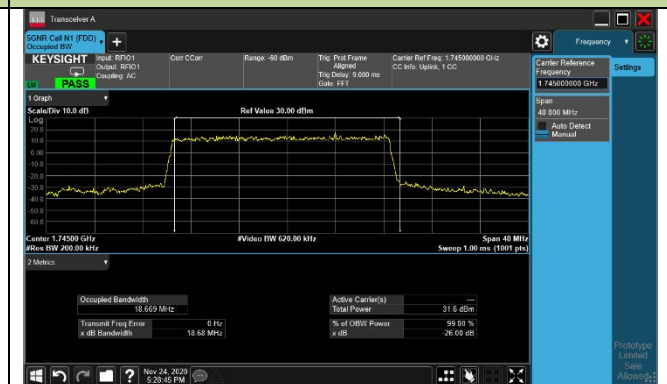 Transceiver A
5GNR Cell N1 (FDD)
Occupied BW
+
Frequency
KEYSIGHT
Input: RFIO1
Output: RFIO1
Coupling: AC
Corr CCorr
Range: -60 dBm
Trig: Prot Frame
Aligned
Trig Delay: 9.000 ms
Gate: FFT
Carrier Ref Freq: 1.745000000 GHz
CC Info: Uplink, 1 CC
PASS
Carrier Reference
Frequency
1.745000000 GHz
Settings
Span
40.000 MHz
Auto Detect
Manual
1 Graph
Scale/Div 10.0 dB
Ref Value 30.00 dBm
Log
20.0
10.0
0.00
-10.0
-20.0
-30.0
-40.0
-50.0
-60.0
Center 1.74500 GHz
#Video BW 620.00 kHz
Span 40 MHz
#Res BW 200.00 kHz
Sweep 1.00 ms (1001 pts)
2 Metrics
Occupied Bandwidth
18.669 MHz
Transmit Freq Error 0 Hz
x dB Bandwidth 18.68 MHz
Active Carrier(s) ---
Total Power 31.6 dBm
% of OBW Power 99.00 %
x dB -26.00 dB
Nov 24, 2020
5:28:45 PM
Prototype
Limited
Sale
Allowed